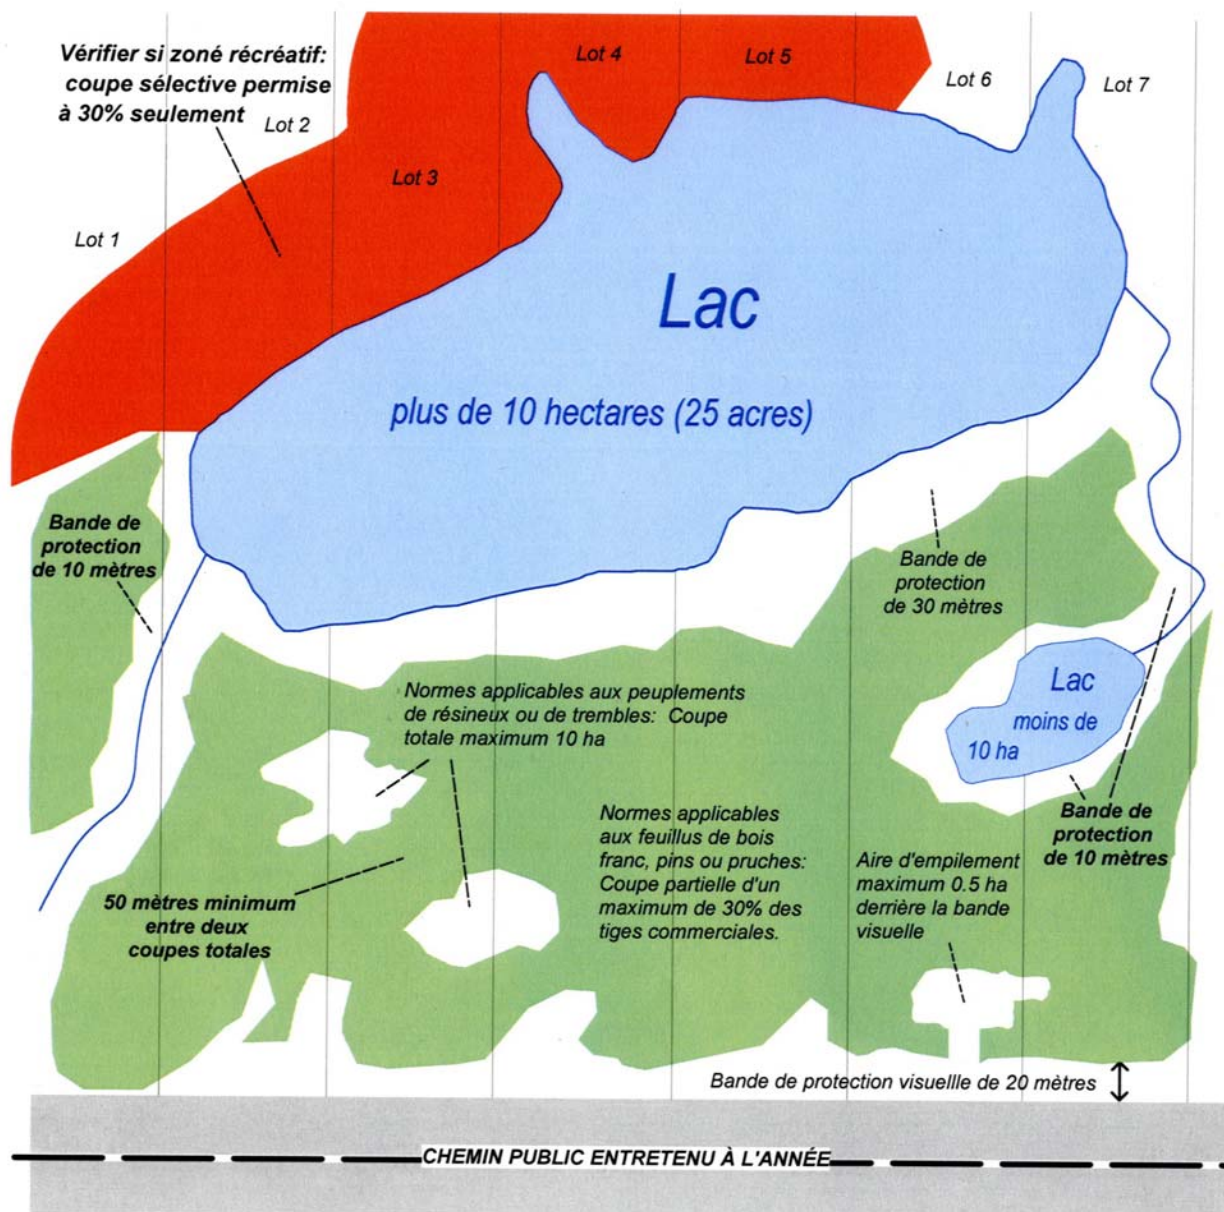 Vérifier si zoné récréatif:
coupe sélective permise
à 30% seulement
Lot 1
Lot 2
Lot 3
Lot 4
Lot 5
Lot 6
Lot 7
Lac
plus de 10 hectares (25 acres)
Bande de
protection
de 10 mètres
Bande de
protection
de 30 mètres
Lac
moins de
10 ha
Normes applicables aux peuplements
de résineux ou de trembles: Coupe
totale maximum 10 ha
Normes applicables
aux feuillus de bois
franc, pins ou pruches:
Coupe partielle d'un
maximum de 30% des
tiges commerciales.
Bande de
protection
de 10 mètres
Aire d'empilement
maximum 0.5 ha
derrière la bande
visuelle
50 mètres minimum
entre deux
coupes totales
Bande de protection visuellle de 20 mètres
CHEMIN PUBLIC ENTRETENU À L'ANNÉE